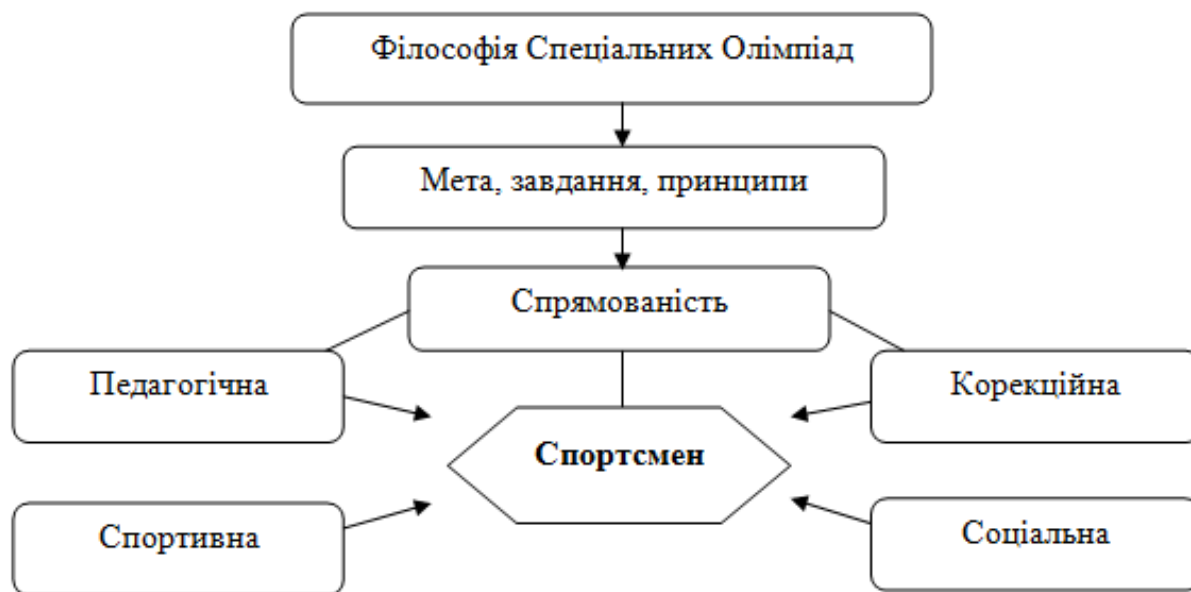 Філософія Спеціальних Олімпіад
Мета, завдання, принципи
Спрямованість
Педагогічна
Корекційна
Спортсмен
Спортивна
Соціальна